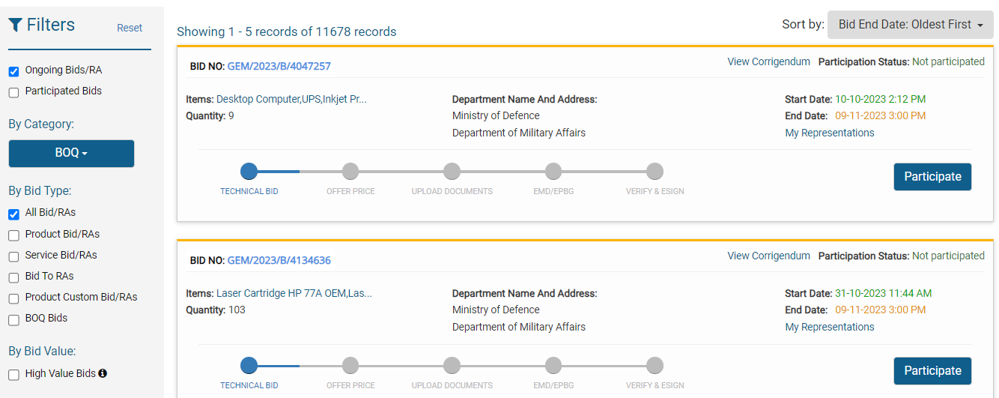 Filters
Reset
Ongoing Bids/RA
Participated Bids
By Category:
BOQ
By Bid Type:
All Bid/RAs
Product Bid/RAs
Service Bid/RAs
Bid To RAs
Product Custom Bid/RAs
BOQ Bids
By Bid Value:
High Value Bids
Showing 1 - 5 records of 11678 records
Sort by: Bid End Date: Oldest First
BID NO: GEM/2023/B/4047257
View Corrigendum Participation Status: Not participated
Items: Desktop Computer,UPS,Inkjet Pr...
Quantity: 9
Department Name And Address:
Ministry of Defence
Department of Military Affairs
Start Date: 10-10-2023 2:12 PM
End Date: 09-11-2023 3:00 PM
My Representations
TECHNICAL BID
OFFER PRICE
UPLOAD DOCUMENTS
EMD/EPBG
VERIFY & ESIGN
Participate
BID NO: GEM/2023/B/4134636
View Corrigendum Participation Status: Not participated
Items: Laser Cartridge HP 77A OEM,Las...
Quantity: 103
Department Name And Address:
Ministry of Defence
Department of Military Affairs
Start Date: 31-10-2023 11:44 AM
End Date: 09-11-2023 3:00 PM
My Representations
TECHNICAL BID
OFFER PRICE
UPLOAD DOCUMENTS
EMD/EPBG
VERIFY & ESIGN
Participate